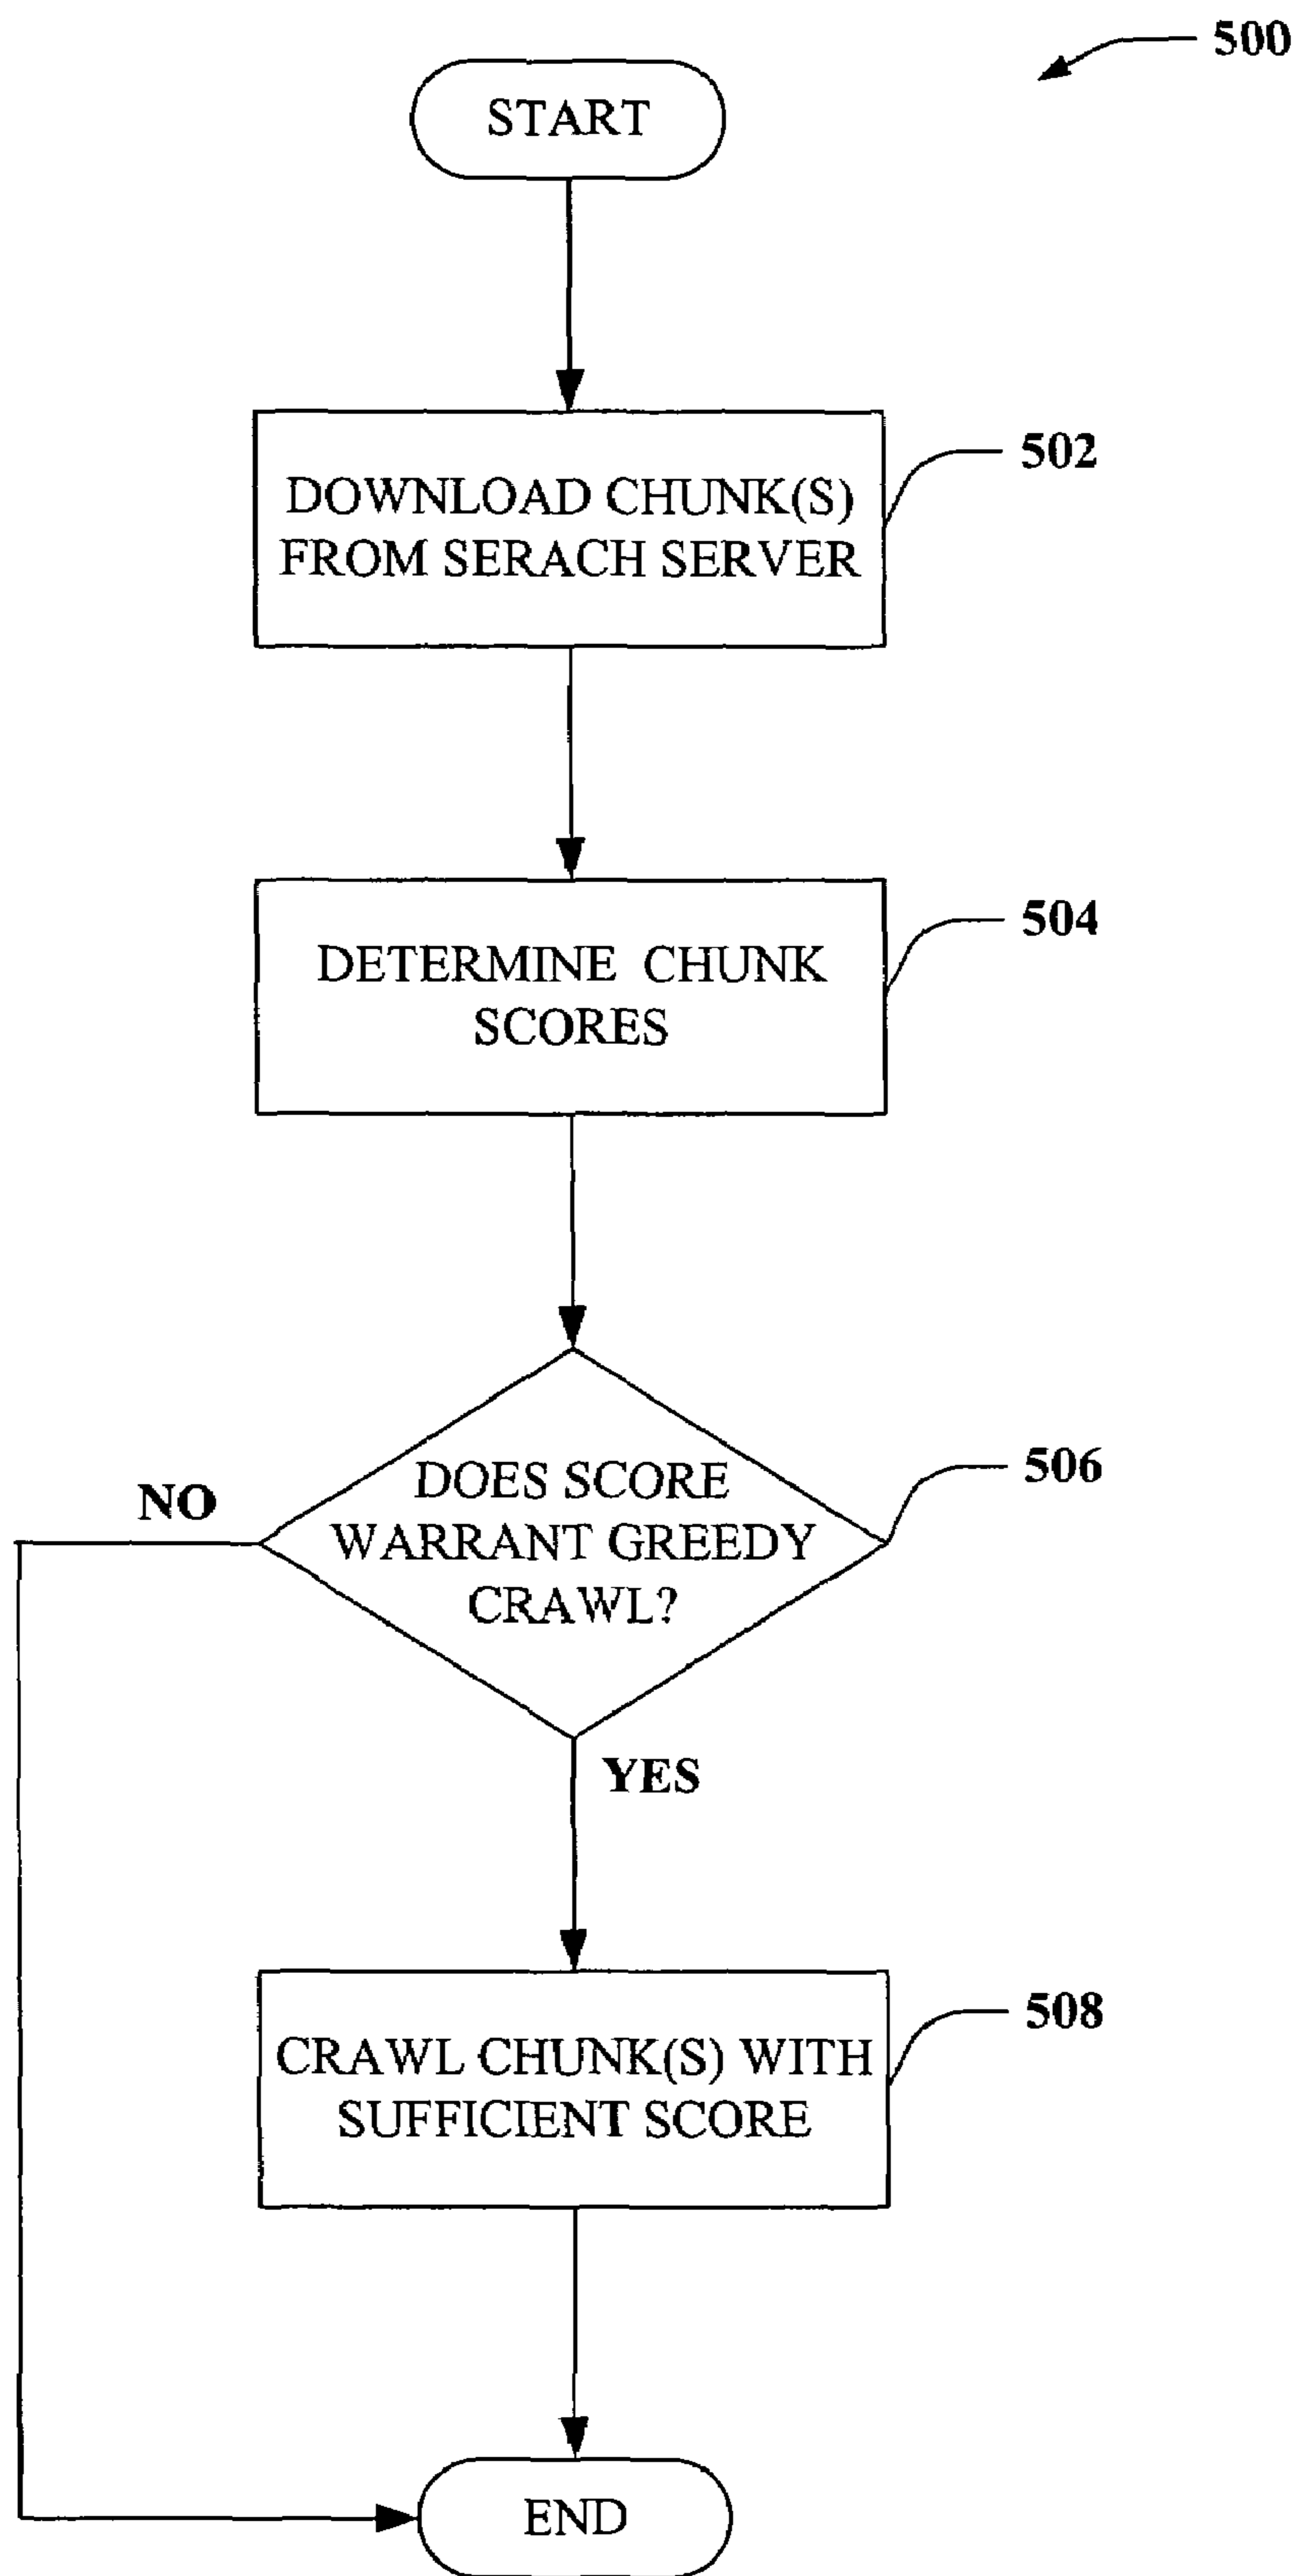 500
START
502
DOWNLOAD CHUNK(S)
FROM SERACH SERVER
504
DETERMINE CHUNK
SCORES
506
DOES SCORE
WARRANT GREEDY
CRAWL?
NO
YES
508
CRAWL CHUNK(S) WITH
SUFFICIENT SCORE
END